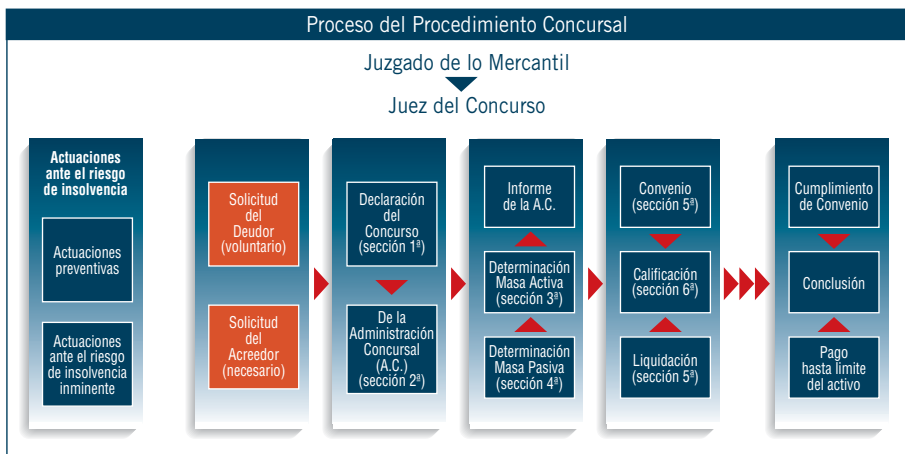 Proceso del Procedimiento Concursal
Juzgado de lo Mercantil
Juez del Concurso
Actuaciones
ante el riesgo
de insolvencia
Actuaciones
preventivas
Actuaciones
ante el riesgo
de insolvencia
inminente
Solicitud
del
Deudor
(voluntario)
Solicitud
del
Acreedor
(necesario)
Declaración
del
Concurso
(sección 1ª)
De la
Administración
Concursal
(A.C.)
(sección 2ª)
Informe
de la A.C.
Determinación
Masa Activa
(sección 3ª)
Determinación
Masa Pasiva
(sección 4ª)
Convenio
(sección 5ª)
Calificación
(sección 6ª)
Liquidación
(sección 5ª)
Cumplimiento
de Convenio
Conclusión
Pago
hasta limite
del activo